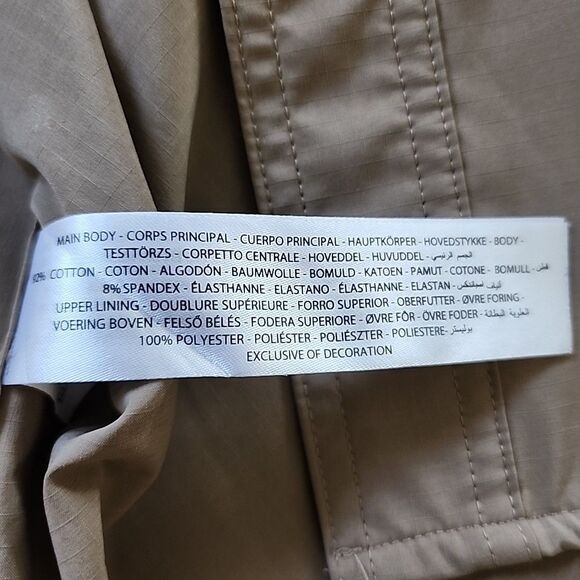 MAIN BODY - CORPS PRINCIPAL - CUERPO PRINCIPAL - HAUPTKÖRPER - HOVEDSTYKKE - BODY -
TESTTÖRZS - CORPETTO CENTRALE - HOVEDDEL - HUVUDDEL - الجسم الرئيسي
92% COTTON - COTON - ALGODÓN - BAUMWOLLE - BOMULD - KATOEN - PAMUT - COTONE - BOMULL - قطن
8% SPANDEX - ÉLASTHANNE - ELASTANO - ÉLASTHANNE - ELASTAN - ألياف سباندكس
UPPER LINING - DOUBLURE SUPÉRIEURE - FORRO SUPERIOR - OBERFUTTER - ØVRE FORING -
VOERING BOVEN - FELSŐ BÉLÉS - FODERA SUPERIORE - ØVRE FÔR - ÖVRE FODER - العلوية البطانة
100% POLYESTER - POLIÉSTER - POLIÉSZTER - POLIESTERE - بوليستر
EXCLUSIVE OF DECORATION